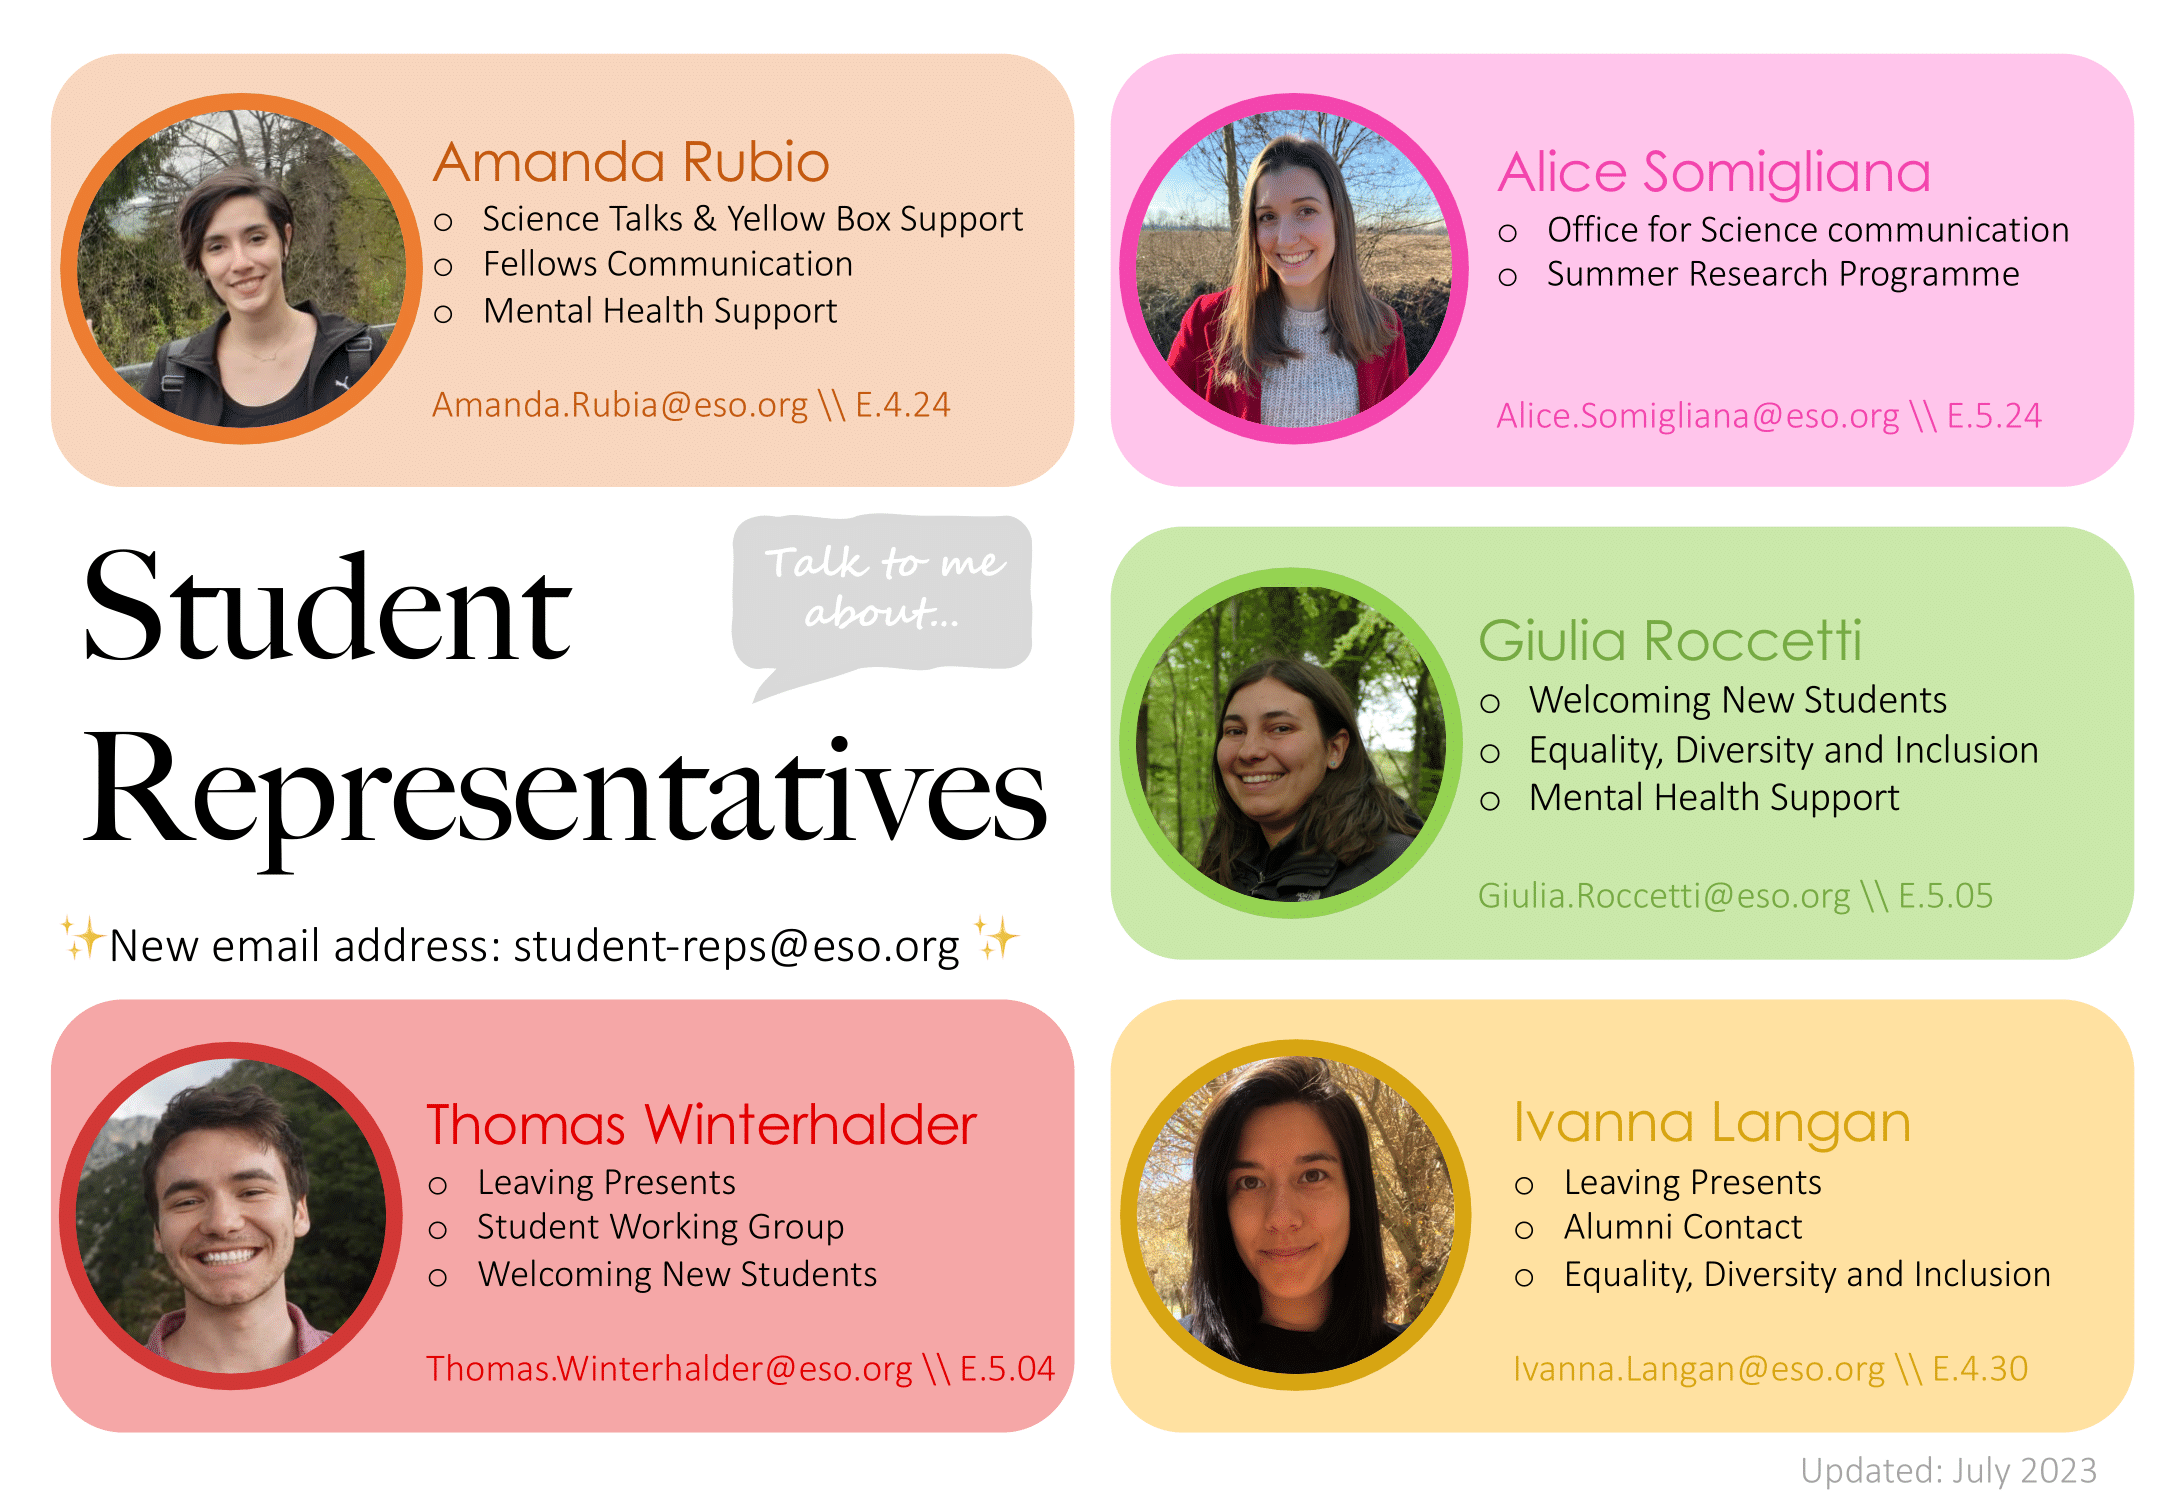 Amanda Rubio
o Science Talks & Yellow Box Support
o Fellows Communication
o Mental Health Support
Amanda.Rubia@eso.org \\ E.4.24
Alice Somigliana
o Office for Science communication
o Summer Research Programme
Alice.Somigliana@eso.org \\ E.5.24
Student
Representatives
Talk to me
about...
✨New email address: student-reps@eso.org ✨
Giulia Roccetti
o Welcoming New Students
o Equality, Diversity and Inclusion
o Mental Health Support
Giulia.Roccetti@eso.org \\ E.5.05
Thomas Winterhalder
o Leaving Presents
o Student Working Group
o Welcoming New Students
Thomas.Winterhalder@eso.org \\ E.5.04
Ivanna Langan
o Leaving Presents
o Alumni Contact
o Equality, Diversity and Inclusion
Ivanna.Langan@eso.org \\ E.4.30
Updated: July 2023